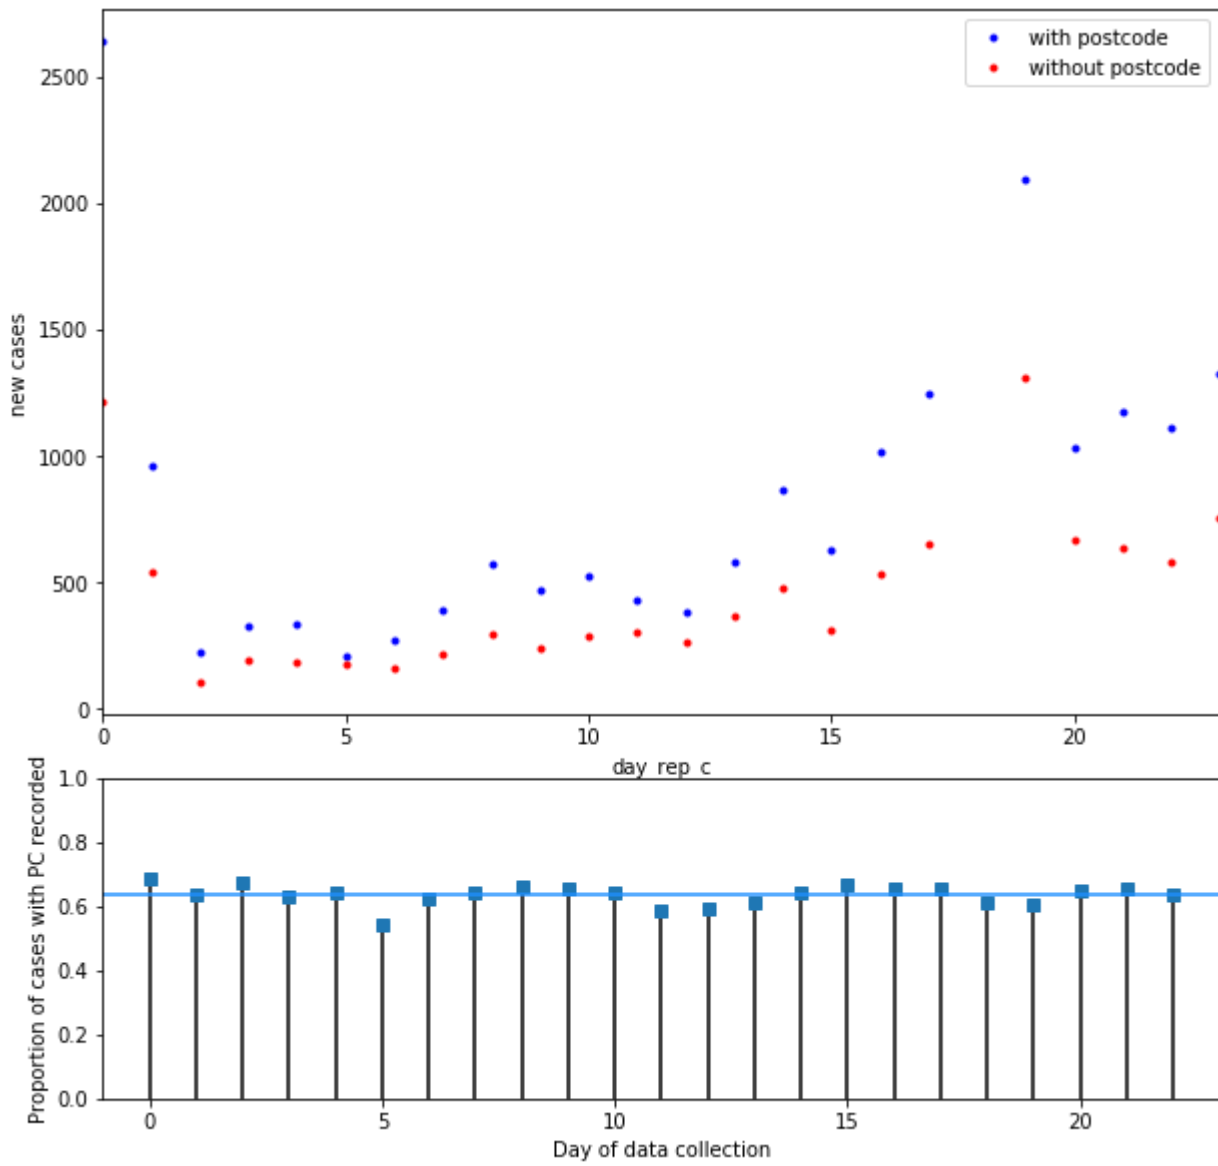 with postcode
without postcode
2500
2000
1500
1000
500
0
new cases
0 5 10 15 20
day rep c
1.0
0.8
0.6
0.4
0.2
0.0
Proportion of cases with PC recorded
0 5 10 15 20
Day of data collection